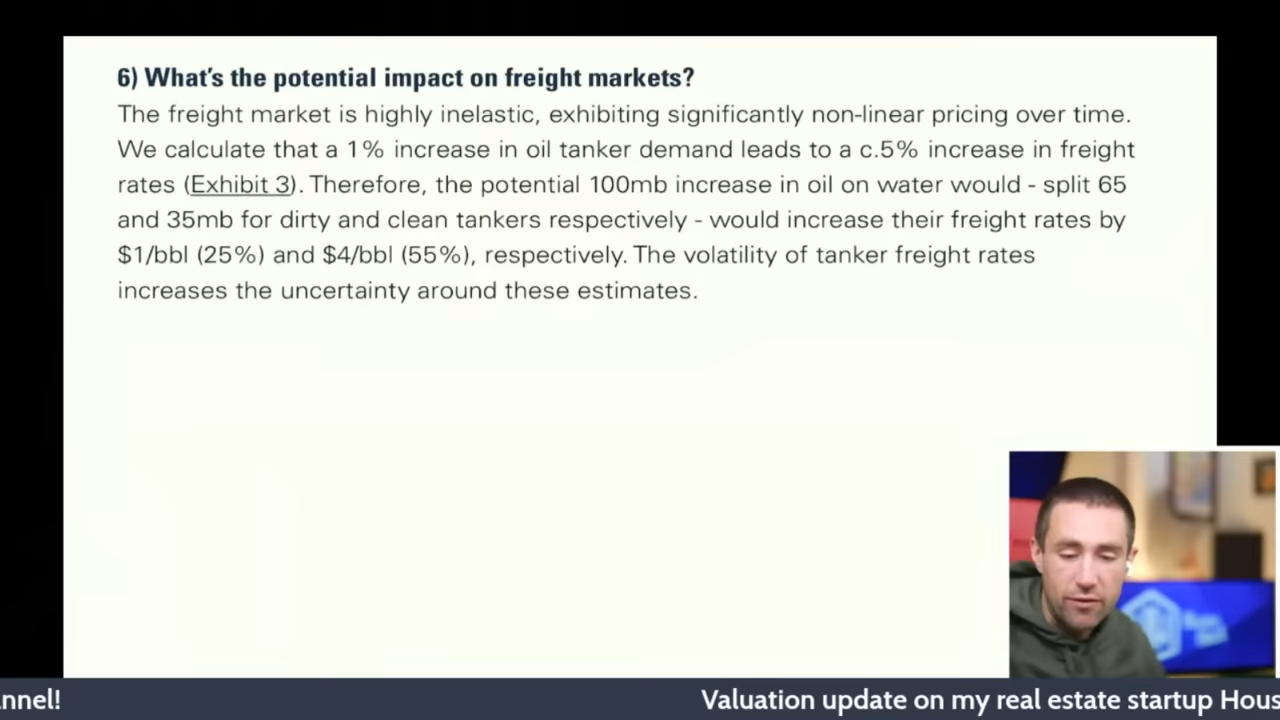 6) What's the potential impact on freight markets?
The freight market is highly inelastic, exhibiting significantly non-linear pricing over time.
We calculate that a 1% increase in oil tanker demand leads to a c.5% increase in freight
rates (Exhibit 3). Therefore, the potential 100mb increase in oil on water would - split 65
and 35mb for dirty and clean tankers respectively - would increase their freight rates by
$1/bbl (25%) and $4/bbl (55%), respectively. The volatility of tanker freight rates
increases the uncertainty around these estimates.
nnel!
Valuation update on my real estate startup Hous